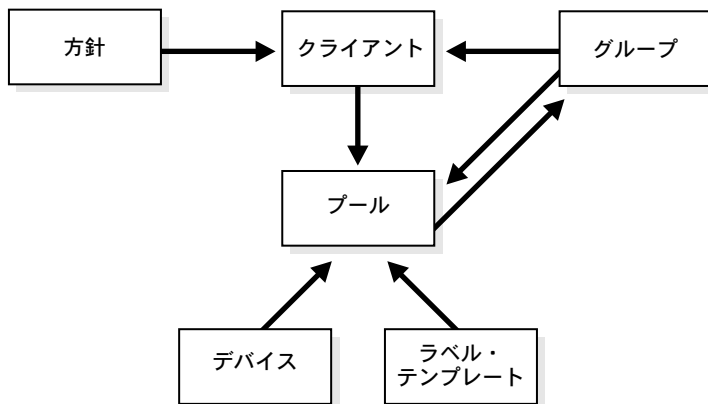 方針
クライアント
グループ
プール
デバイス
ラベル・
テンプレート